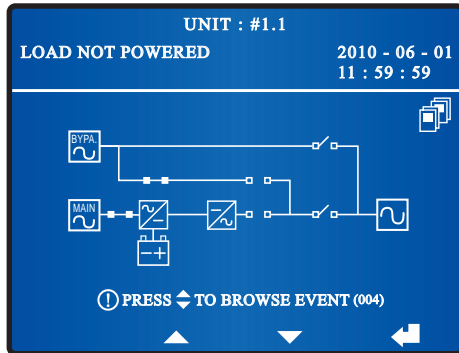 UNIT : #1.1
LOAD NOT POWERED 2010 - 06 - 01
11 : 59 : 59
BYPA.
MAIN
PRESS TO BROWSE EVENT (004)